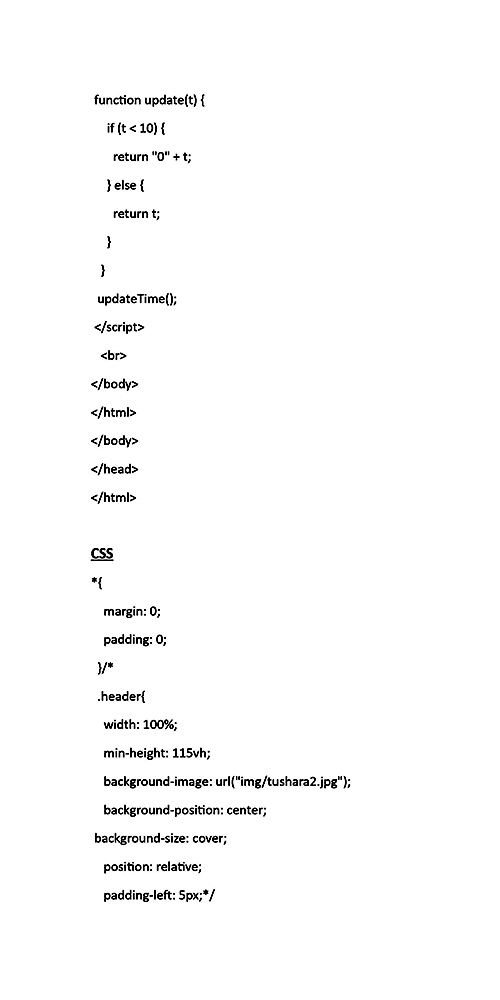 function update(t) {
if (t < 10) {
return "0" + t;
} else {
return t;
}
}
updateTime();
</script>
<br>
</body>
</html>
</body>
</head>
</html>
CSS
*{
margin: 0;
padding: 0;
}/*
.header{
width: 100%;
min-height: 115vh;
background-image: url("img/tushara2.jpg");
background-position: center;
background-size: cover;
position: relative;
padding-left: 5px;*/